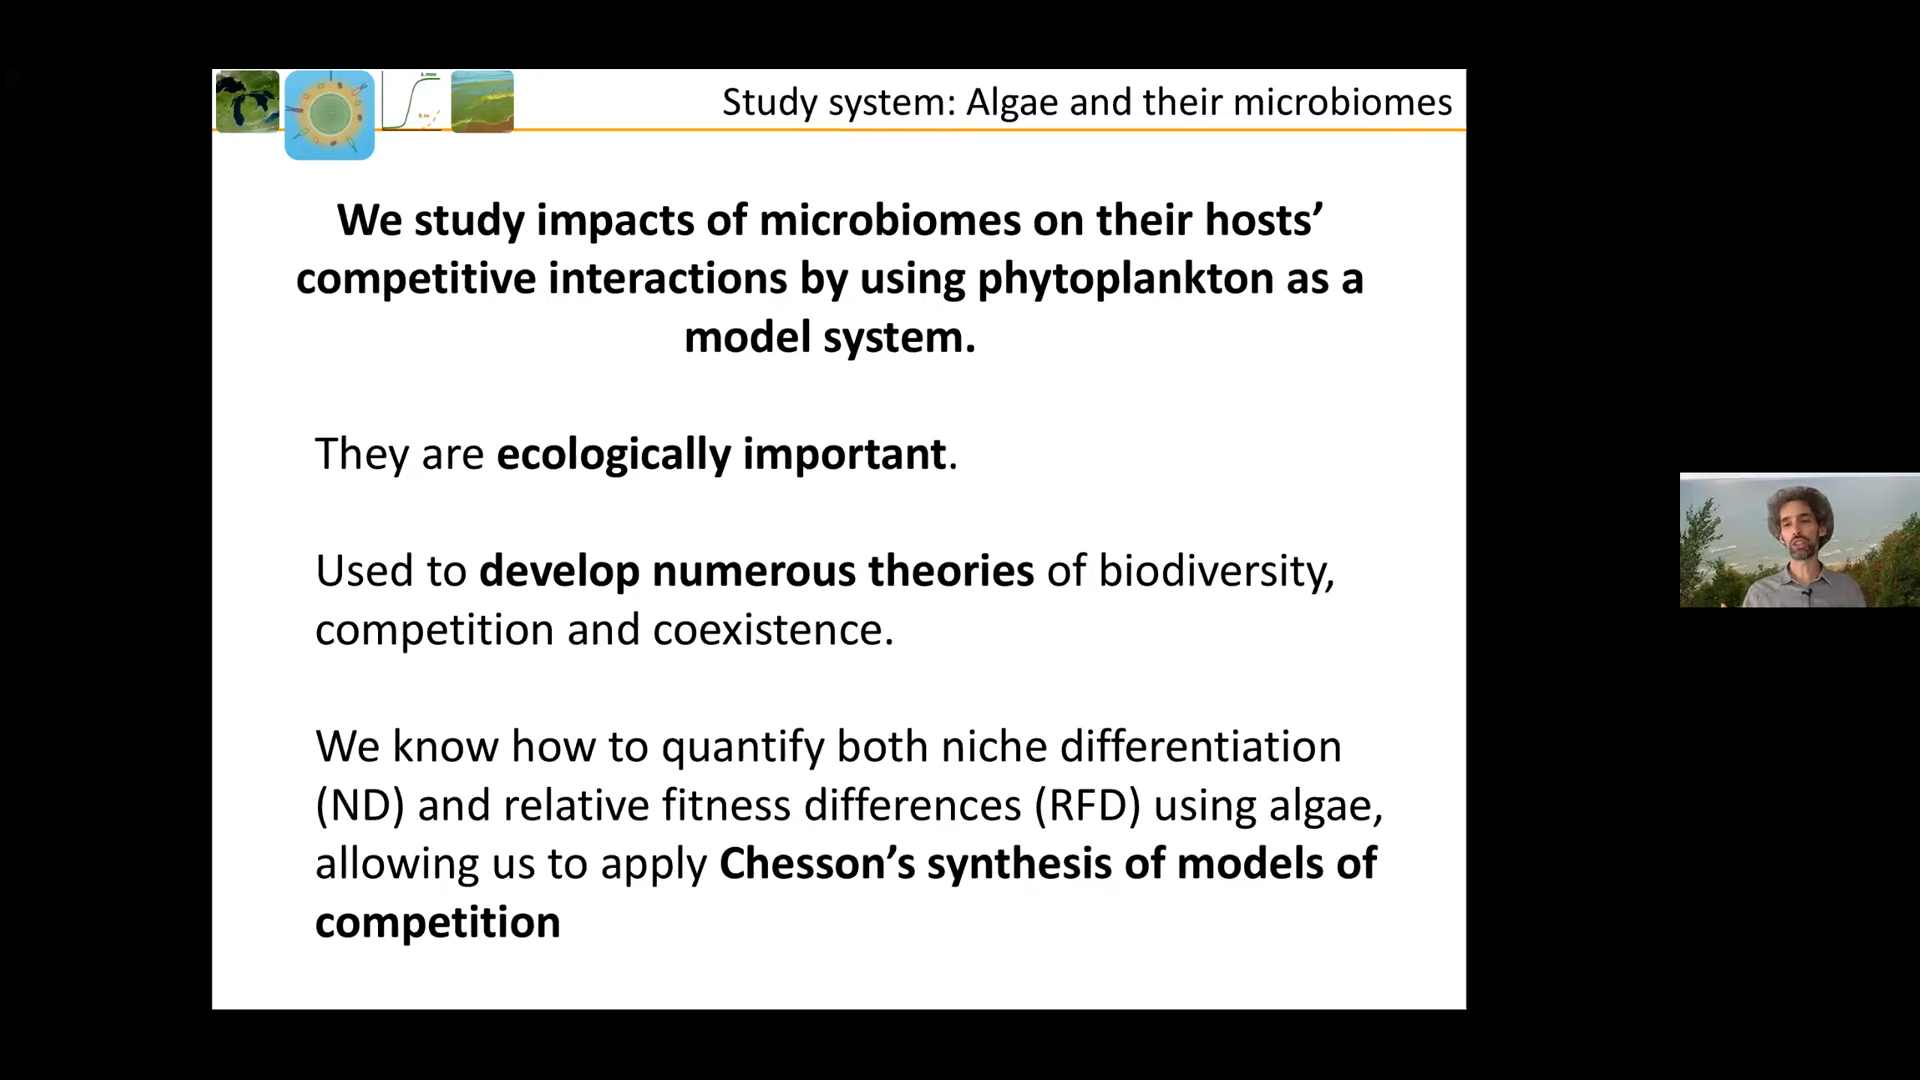 Study system: Algae and their microbiomes
We study impacts of microbiomes on their hosts’
competitive interactions by using phytoplankton as a
model system.
They are ecologically important.
Used to develop numerous theories of biodiversity,
competition and coexistence.
We know how to quantify both niche differentiation
(ND) and relative fitness differences (RFD) using algae,
allowing us to apply Chesson’s synthesis of models of
competition